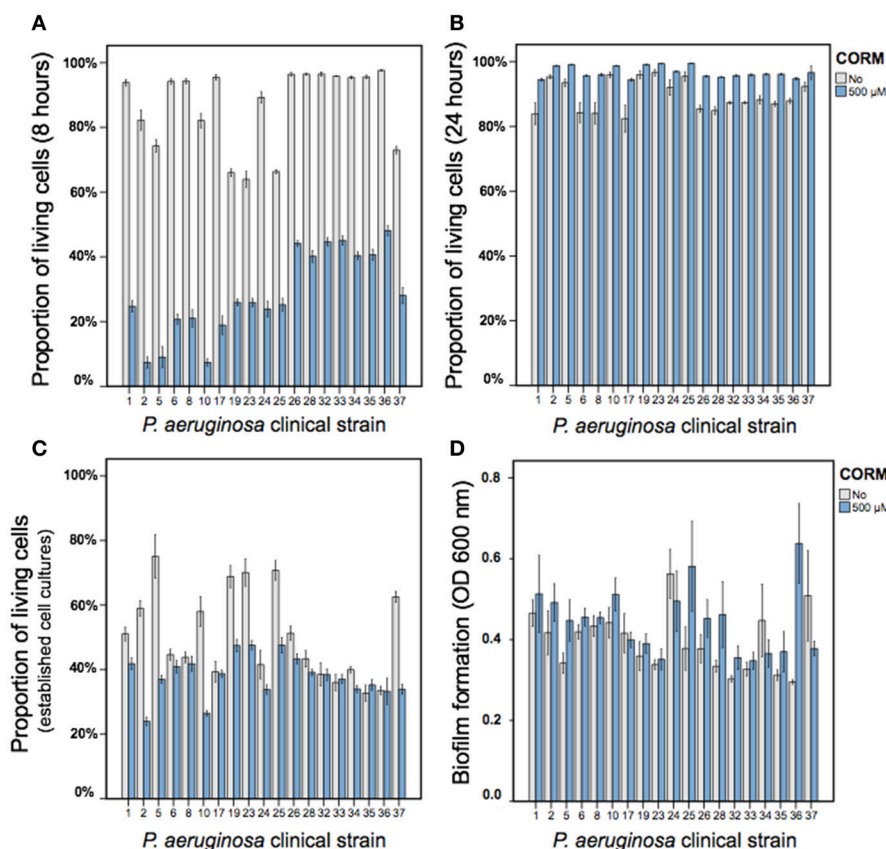 A
Proportion of living cells (8 hours)
100%
80%
60%
40%
20%
0%
1 2 5 6 8 10 17 19 23 24 25 26 28 32 33 34 35 36 37
P. aeruginosa clinical strain
B
Proportion of living cells (24 hours)
100%
80%
60%
40%
20%
0%
1 2 5 6 8 10 17 19 23 24 25 26 28 32 33 34 35 36 37
P. aeruginosa clinical strain
CORM
No
500 µM
C
Proportion of living cells
(established cell cultures)
100%
80%
60%
40%
20%
0%
1 2 5 6 8 10 17 19 23 24 25 26 28 32 33 34 35 36 37
P. aeruginosa clinical strain
D
Biofilm formation (OD 600 nm)
0.8
0.6
0.4
0.2
0.0
1 2 5 6 8 10 17 19 23 24 25 26 28 32 33 34 35 36 37
P. aeruginosa clinical strain
CORM
No
500 µM